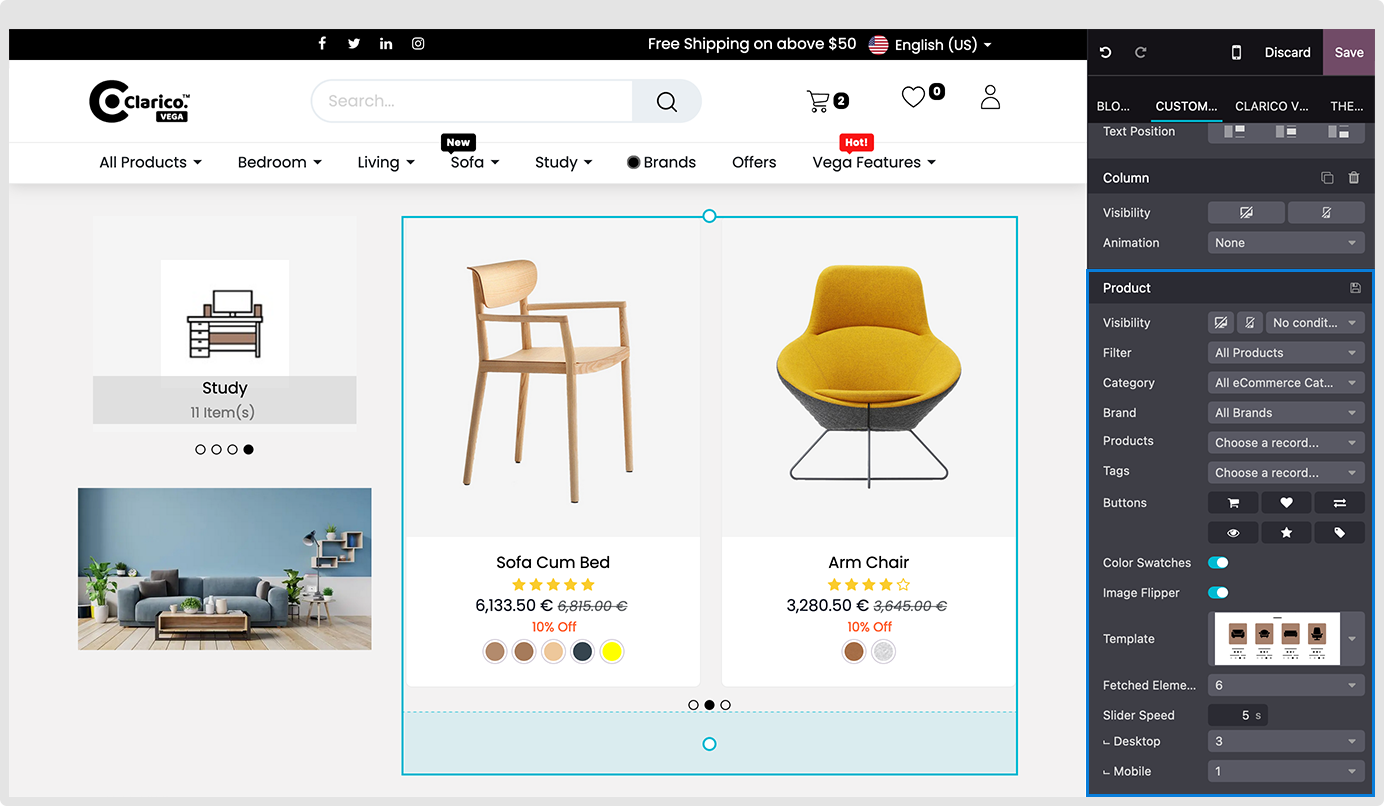 Free Shipping on above $50
English (US)
Discard
Save
Clarico.™
VEGA
Search...
2
0
BLO...
CUSTOM...
CLARICO V...
THE...
Text Position
New
Hot!
All Products
Bedroom
Living
Sofa
Study
Brands
Offers
Vega Features
Column
Visibility
Animation
None
Product
Visibility
No condit...
Filter
All Products
Category
All eCommerce Cat...
Brand
All Brands
Products
Choose a record...
Tags
Choose a record...
Buttons
Color Swatches
Image Flipper
Template
Fetched Eleme...
6
Slider Speed
5 s
Desktop
3
Mobile
1
Study
11 Item(s)
Sofa Cum Bed
6,133.50 € 6,815.00 €
10% Off
Arm Chair
3,280.50 € 3,645.00 €
10% Off